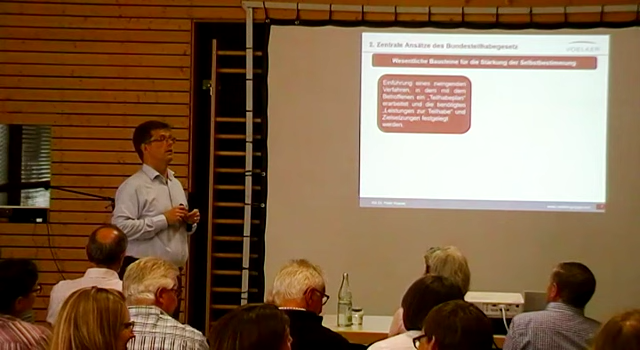 5. Zentrale Ansätze des Bundesteilhabegesetz
Wesentliche Bausteine für die Stärkung der Selbstbestimmung
Einführung eines zwingenden
Verfahren, in dem mit dem
Betroffenen ein „Teilhabeplan“
erarbeitet und die benötigten
„Leistungen zur Teilhabe“ und
Zielsetzungen festgelegt
werden.